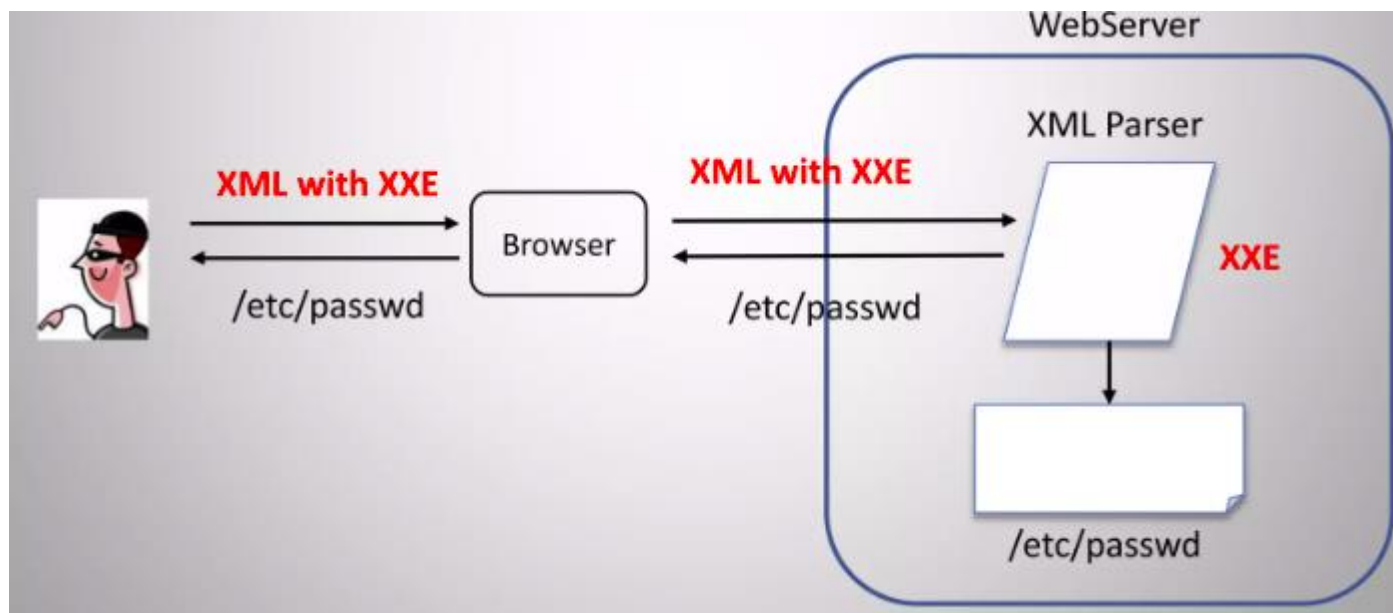 WebServer
XML Parser
XML with XXE
XML with XXE
Browser
XXE
/etc/passwd
/etc/passwd
/etc/passwd